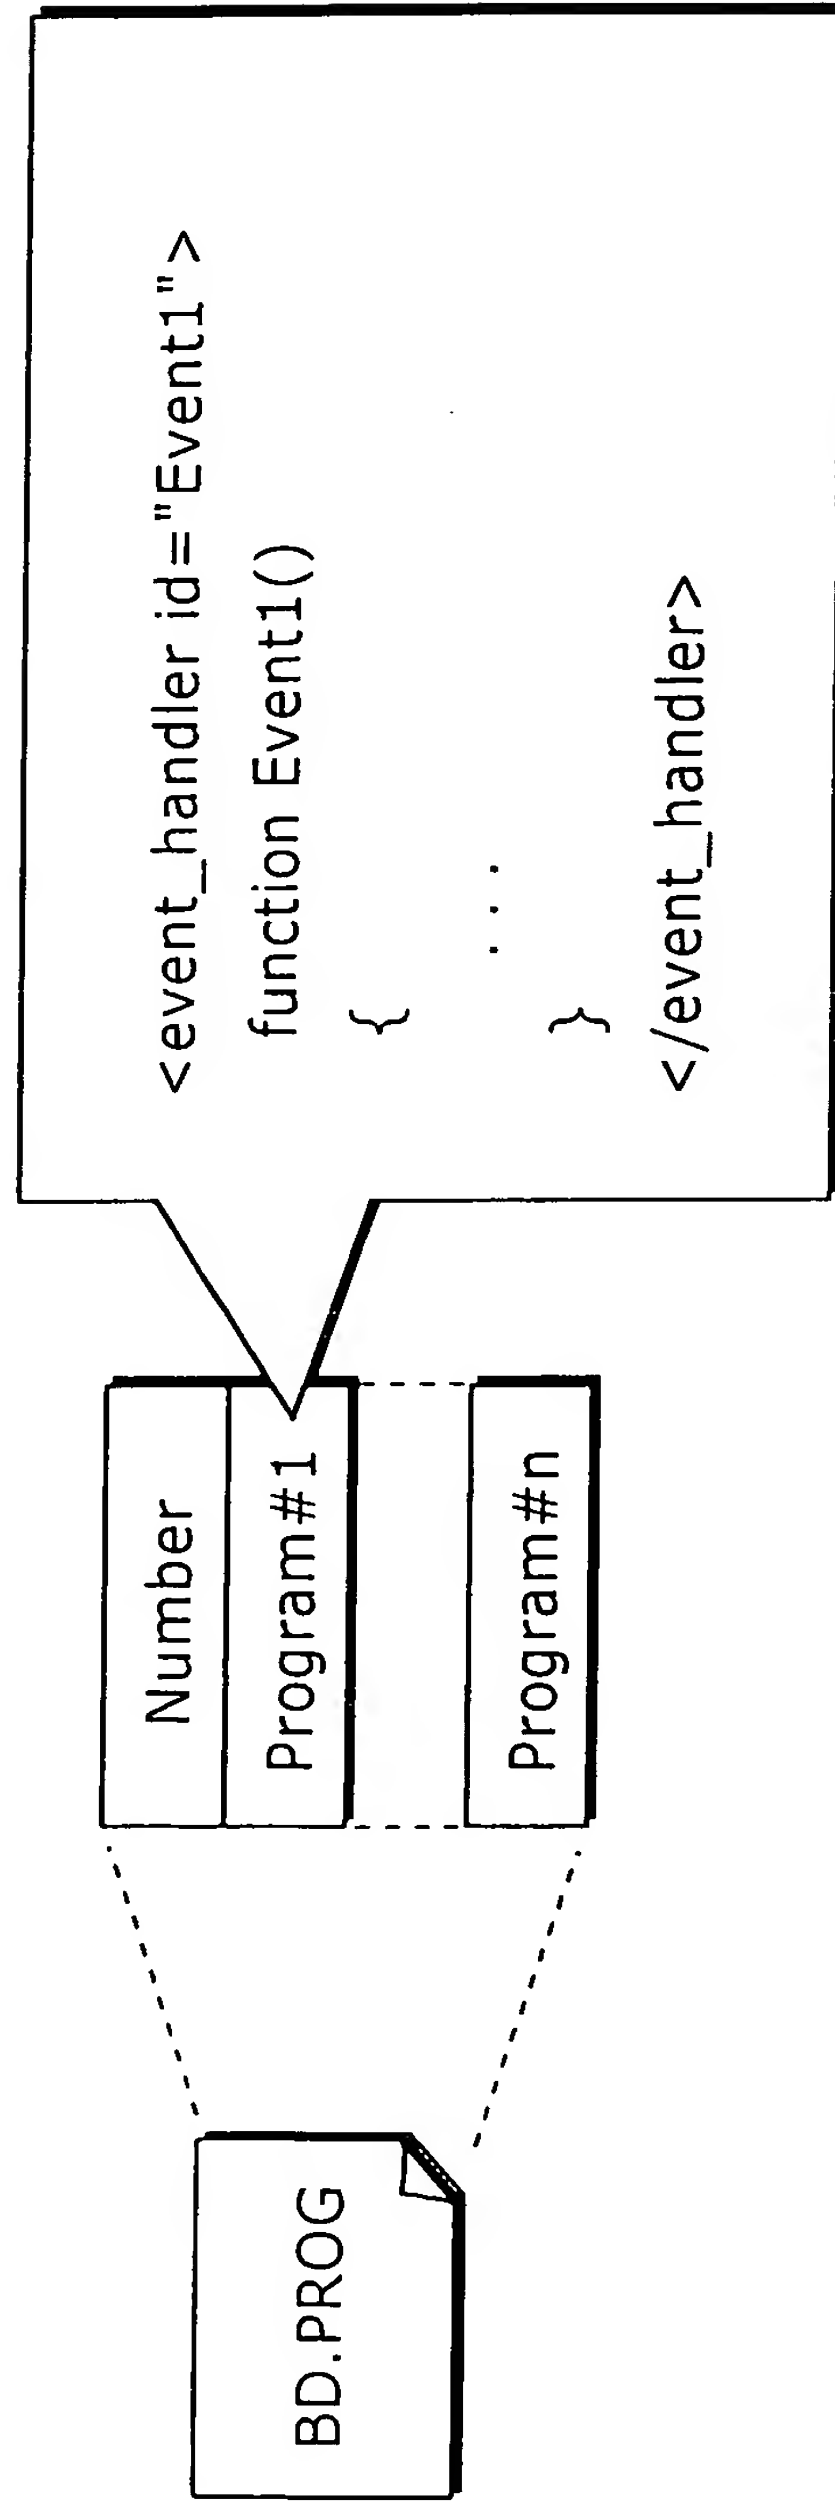 BD.PROG
Number
Program#1
Program#n
<event_handler id="Event1">
function Event1()
{
...
}
</event_handler>